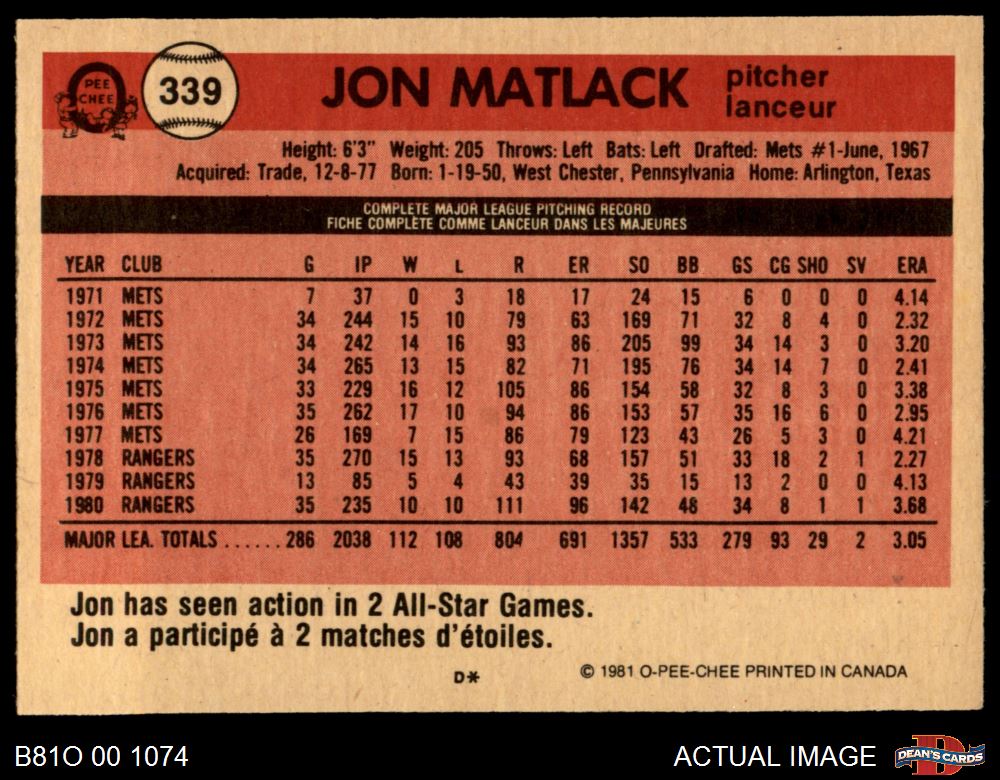 PEE
CHEE
339
JON MATLACK
pitcher
lanceur
Height: 6'3" Weight: 205 Throws: Left Bats: Left Drafted: Mets #1-June, 1967
Acquired: Trade, 12-8-77 Born: 1-19-50, West Chester, Pennsylvania Home: Arlington, Texas
COMPLETE MAJOR LEAGUE PITCHING RECORD
FICHE COMPLÈTE COMME LANCEUR DANS LES MAJEURES
YEAR CLUB G IP W L R ER SO BB GS CG SHO SV ERA
1971 METS 7 37 0 3 18 17 24 15 6 0 0 0 4.14
1972 METS 34 244 15 10 79 63 169 71 32 8 4 0 2.32
1973 METS 34 242 14 16 93 86 205 99 34 14 3 0 3.20
1974 METS 34 265 13 15 82 71 195 76 34 14 7 0 2.41
1975 METS 33 229 16 12 105 86 154 58 32 8 3 0 3.38
1976 METS 35 262 17 10 94 86 153 57 35 16 6 0 2.95
1977 METS 26 169 7 15 86 79 123 43 26 5 3 0 4.21
1978 RANGERS 35 270 15 13 93 68 157 51 33 18 2 1 2.27
1979 RANGERS 13 85 5 4 43 39 35 15 13 2 0 0 4.13
1980 RANGERS 35 235 10 10 111 96 142 48 34 8 1 1 3.68
MAJOR LEA. TOTALS ......286 2038 112 108 804 691 1357 533 279 93 29 2 3.05
Jon has seen action in 2 All-Star Games.
Jon a participé à 2 matches d'étoiles.
D*
© 1981 O-PEE-CHEE PRINTED IN CANADA
B81O 00 1074
ACTUAL IMAGE
DEAN'S CARDS